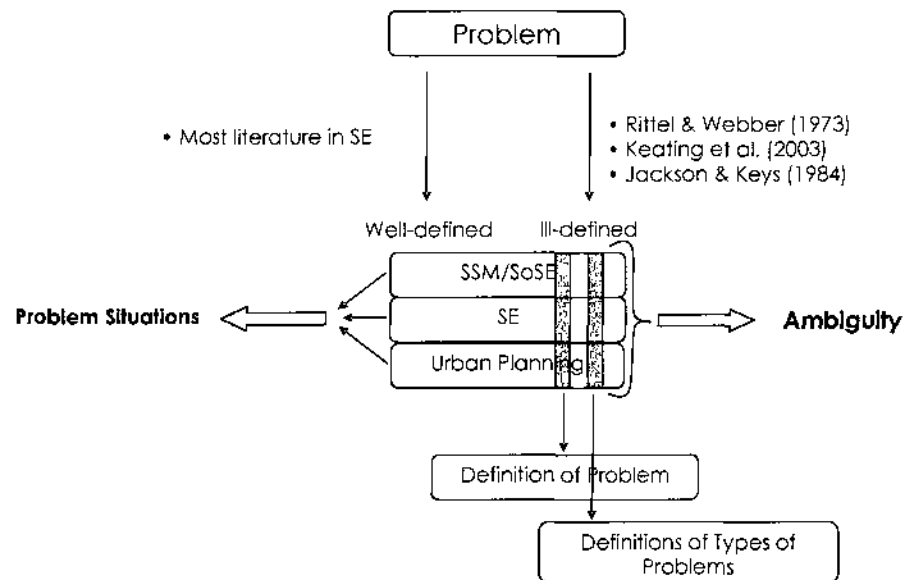 Problem
• Most literature in SE
• Rittel & Webber (1973)
• Keating et al. (2003)
• Jackson & Keys (1984)
Well-defined
Ill-defined
SSM/SoSE
Problem Situations
SE
Ambiguity
Urban Planning
Definition of Problem
Definitions of Types of
Problems